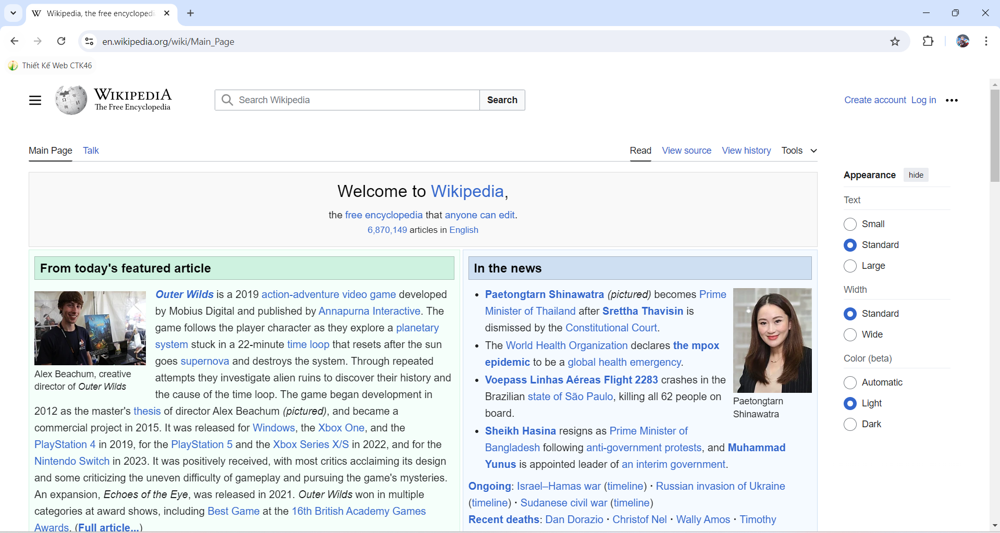 Wikipedia, the free encyclopedi
en.wikipedia.org/wiki/Main_Page
Thiết Kế Web CTK46
WIKIPEDIA
The Free Encyclopedia
Search Wikipedia
Search
Create account Log in
Main Page Talk
Read View source View history Tools
Welcome to Wikipedia,
the free encyclopedia that anyone can edit.
6,870,149 articles in English
From today's featured article
Alex Beachum, creative
director of Outer Wilds
Outer Wilds is a 2019 action-adventure video game developed
by Mobius Digital and published by Annapurna Interactive. The
game follows the player character as they explore a planetary
system stuck in a 22-minute time loop that resets after the sun
goes supernova and destroys the system. Through repeated
attempts they investigate alien ruins to discover their history and
the cause of the time loop. The game began development in
2012 as the master's thesis of director Alex Beachum (pictured), and became a
commercial project in 2015. It was released for Windows, the Xbox One, and the
PlayStation 4 in 2019, for the PlayStation 5 and the Xbox Series X/S in 2022, and for the
Nintendo Switch in 2023. It was positively received, with most critics acclaiming its design
and some criticizing the uneven difficulty of gameplay and pursuing the game's mysteries.
An expansion, Echoes of the Eye, was released in 2021. Outer Wilds won in multiple
categories at award shows, including Best Game at the 16th British Academy Games
Awards. (Full article...)
In the news
• Paetongtarn Shinawatra (pictured) becomes Prime
Minister of Thailand after Srettha Thavisin is
dismissed by the Constitutional Court.
• The World Health Organization declares the mpox
epidemic to be a global health emergency.
• Voepass Linhas Aéreas Flight 2283 crashes in the
Brazilian state of São Paulo, killing all 62 people on
board.
• Sheikh Hasina resigns as Prime Minister of
Bangladesh following anti-government protests, and Muhammad
Yunus is appointed leader of an interim government.
Paetongtarn
Shinawatra
Ongoing: Israel–Hamas war (timeline) · Russian invasion of Ukraine
(timeline) · Sudanese civil war (timeline)
Recent deaths: Dan Dorazio · Christof Nel · Wally Amos · Timothy
Appearance hide
Text
Small
Standard
Large
Width
Standard
Wide
Color (beta)
Automatic
Light
Dark